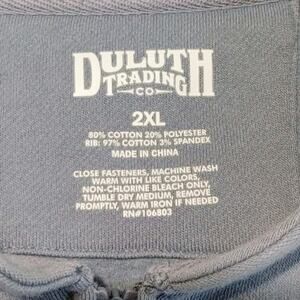 DULUTH
TRADING
CO
2XL
80% COTTON 20% POLYESTER
RIB: 97% COTTON 3% SPANDEX
MADE IN CHINA
CLOSE FASTENERS, MACHINE WASH
WARM WITH LIKE COLORS,
NON-CHLORINE BLEACH ONLY,
TUMBLE DRY MEDIUM, REMOVE
PROMPTLY, WARM IRON IF NEEDED
RN#106803